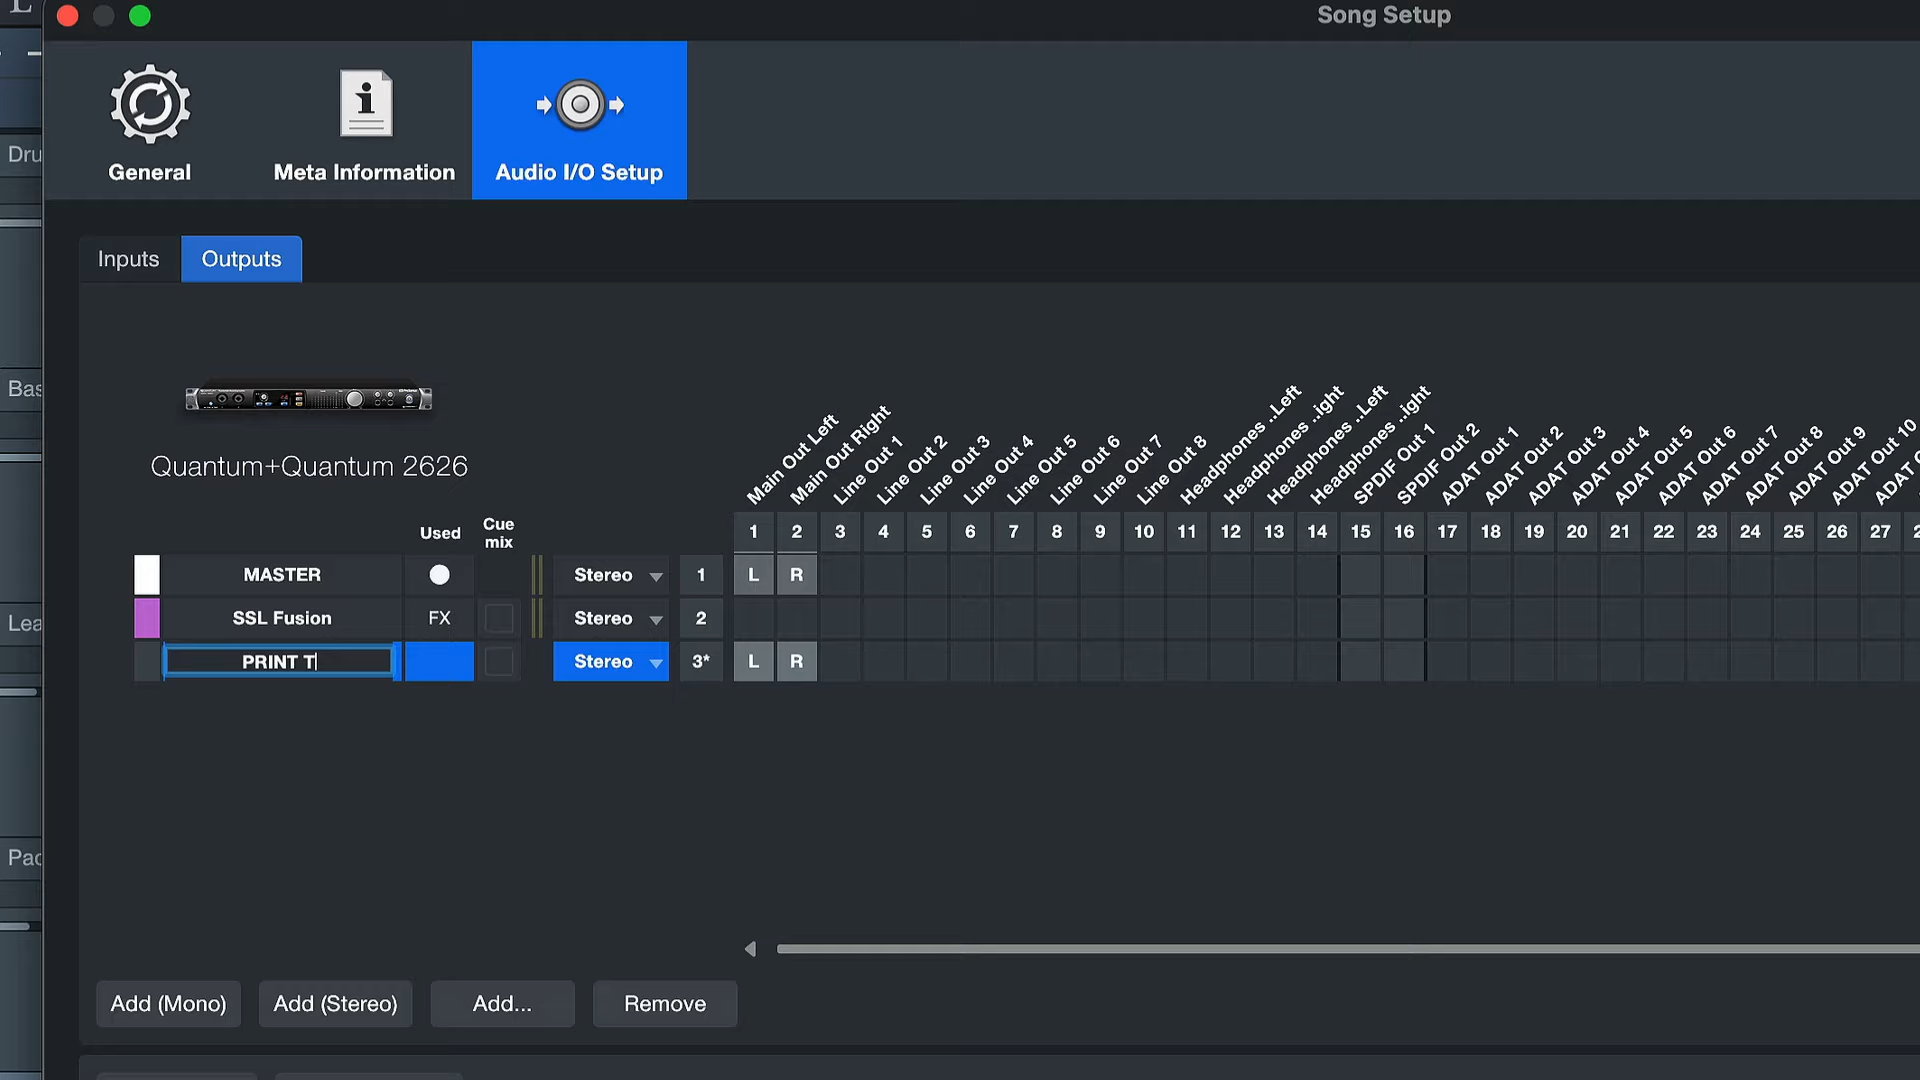 Song Setup
General
Meta Information
Audio I/O Setup
Inputs
Outputs
Quantum+Quantum 2626
Used
Cue mix
Main Out Left
Main Out Right
Line Out 1
Line Out 2
Line Out 3
Line Out 4
Line Out 5
Line Out 6
Line Out 7
Line Out 8
Headphones ..Left
Headphones ..ight
Headphones ..Left
Headphones ..ight
SPDIF Out 1
SPDIF Out 2
ADAT Out 1
ADAT Out 2
ADAT Out 3
ADAT Out 4
ADAT Out 5
ADAT Out 6
ADAT Out 7
ADAT Out 8
ADAT Out 9
ADAT Out 10
ADAT O
1 2 3 4 5 6 7 8 9 10 11 12 13 14 15 16 17 18 19 20 21 22 23 24 25 26 27 2
MASTER Stereo 1 L R
SSL Fusion FX Stereo 2
PRINT T Stereo 3* L R
Dru
Bas
Lea
Pac
Add (Mono)
Add (Stereo)
Add...
Remove